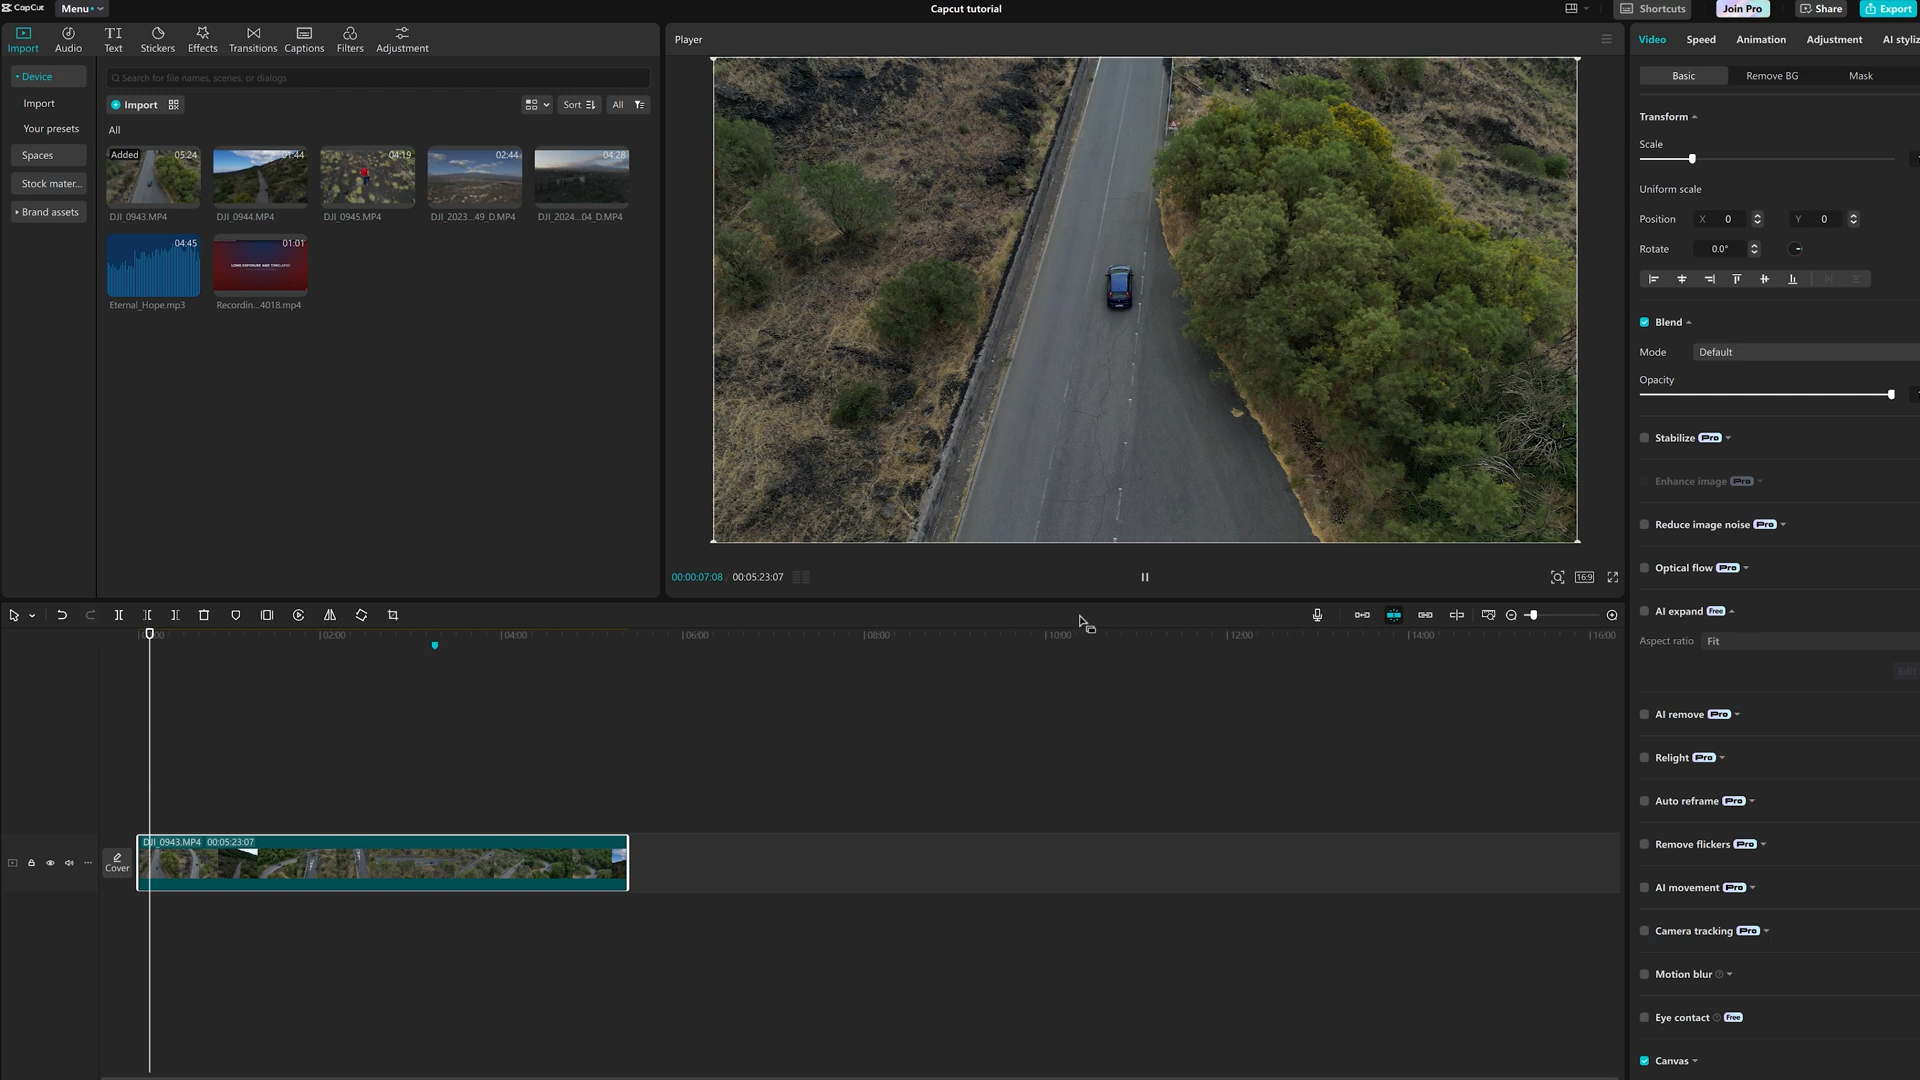 CapCut
Menu
Capcut tutorial
Shortcuts
Join Pro
Share
Export
Import
Audio
Text
Stickers
Effects
Transitions
Captions
Filters
Adjustment
Device
Import
Your presets
Spaces
Stock mater...
Brand assets
Search for file names, scenes, or dialogs
Import
Sort
All
All
Added
05:24
01:44
04:19
02:44
04:28
DJI_0943.MP4
DJI_0944.MP4
DJI_0945.MP4
DJI_2023...49_D.MP4
DJI_2024...04_D.MP4
04:45
01:01
LONG EXPOSURE AND TIMELAPSE
Eternal_Hope.mp3
Recordin...4018.mp4
Player
00:00:07:08 / 00:05:23:07
16:9
Video
Speed
Animation
Adjustment
AI styliz
Basic
Remove BG
Mask
Transform
Scale
Uniform scale
Position
X 0
Y 0
Rotate
0.0°
Blend
Mode
Default
Opacity
Stabilize Pro
Enhance image Pro
Reduce image noise Pro
Optical flow Pro
AI expand Free
Aspect ratio
Fit
Edit
AI remove Pro
Relight Pro
Auto reframe Pro
Remove flickers Pro
AI movement Pro
Camera tracking Pro
Motion blur
Eye contact Free
Canvas
02:00
04:00
06:00
08:00
10:00
12:00
14:00
16:00
Cover
DJI_0943.MP4 00:05:23:07